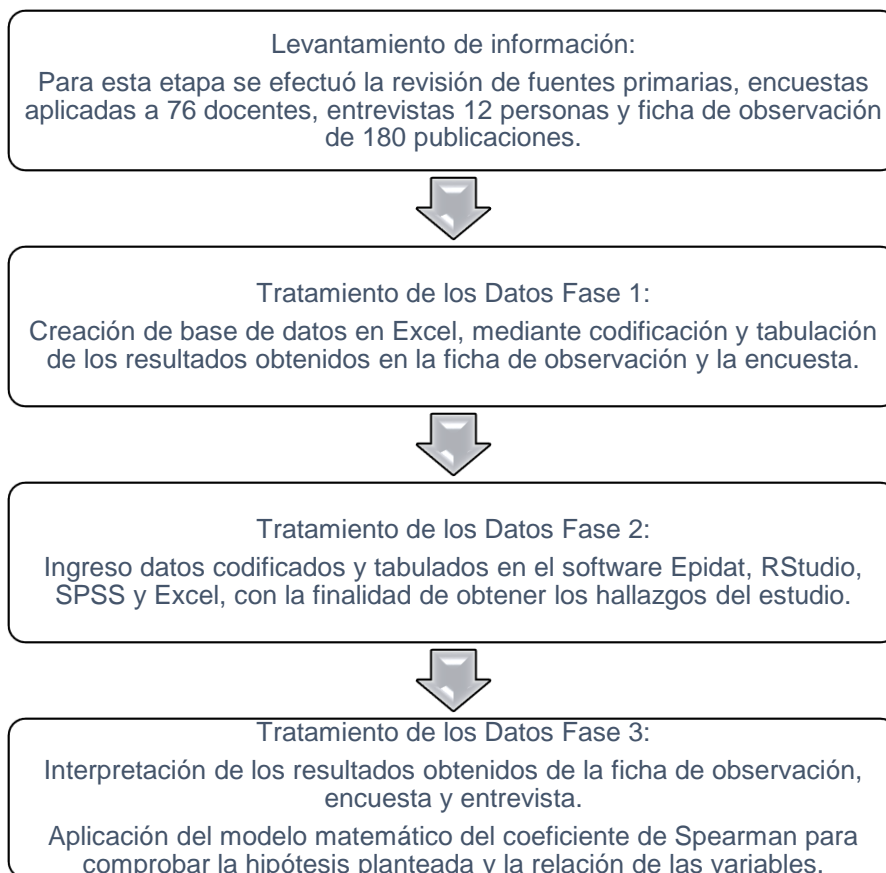 Levantamiento de información:
Para esta etapa se efectuó la revisión de fuentes primarias, encuestas
aplicadas a 76 docentes, entrevistas 12 personas y ficha de observación
de 180 publicaciones.
Tratamiento de los Datos Fase 1:
Creación de base de datos en Excel, mediante codificación y tabulación
de los resultados obtenidos en la ficha de observación y la encuesta.
Tratamiento de los Datos Fase 2:
Ingreso datos codificados y tabulados en el software Epidat, RStudio,
SPSS y Excel, con la finalidad de obtener los hallazgos del estudio.
Tratamiento de los Datos Fase 3:
Interpretación de los resultados obtenidos de la ficha de observación,
encuesta y entrevista.
Aplicación del modelo matemático del coeficiente de Spearman para
comprobar la hipótesis planteada y la relación de las variables.